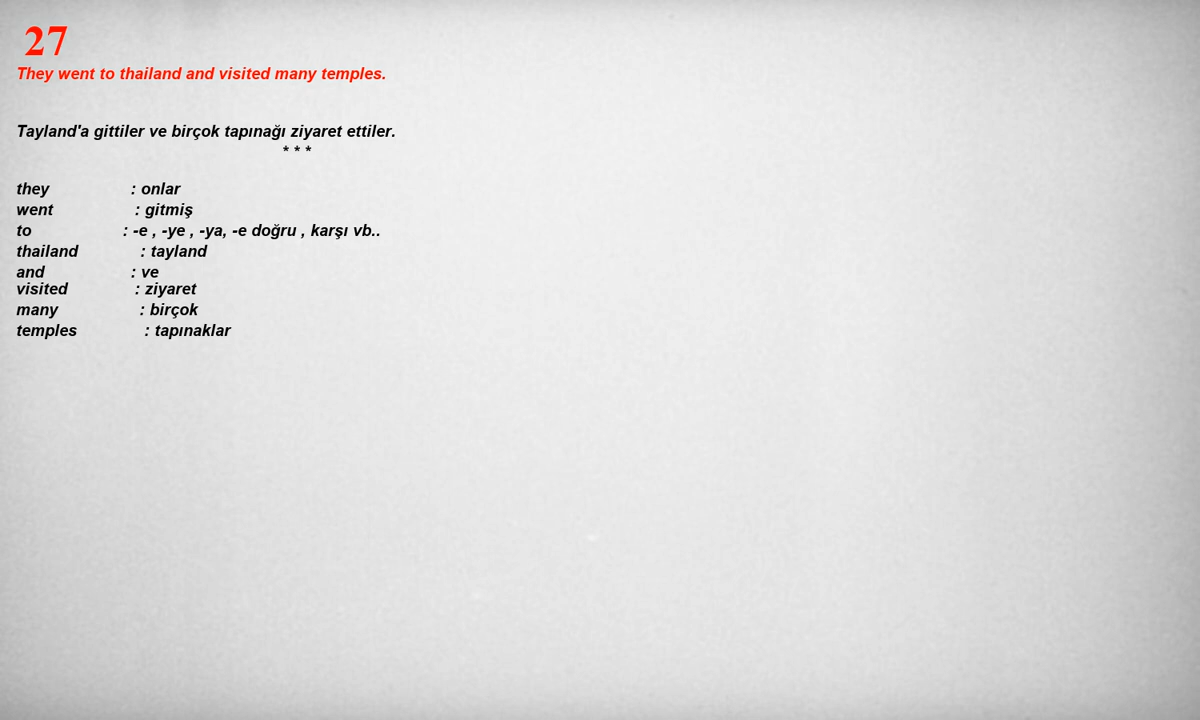 27
They went to thailand and visited many temples.
Tayland'a gittiler ve birçok tapınağı ziyaret ettiler.
* * *
they : onlar
went : gitmiş
to : -e , -ye , -ya, -e doğru , karşı vb..
thailand : tayland
and : ve
visited : ziyaret
many : birçok
temples : tapınaklar